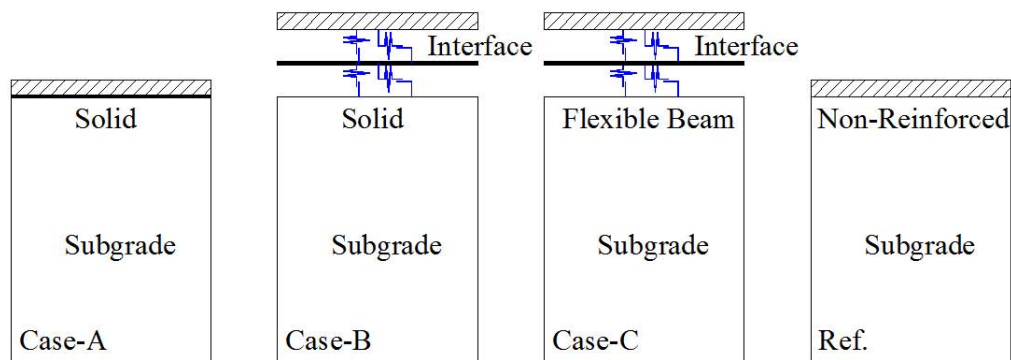 Interface
Interface
Solid
Solid
Flexible Beam
Non-Reinforced
Subgrade
Subgrade
Subgrade
Subgrade
Case-A
Case-B
Case-C
Ref.